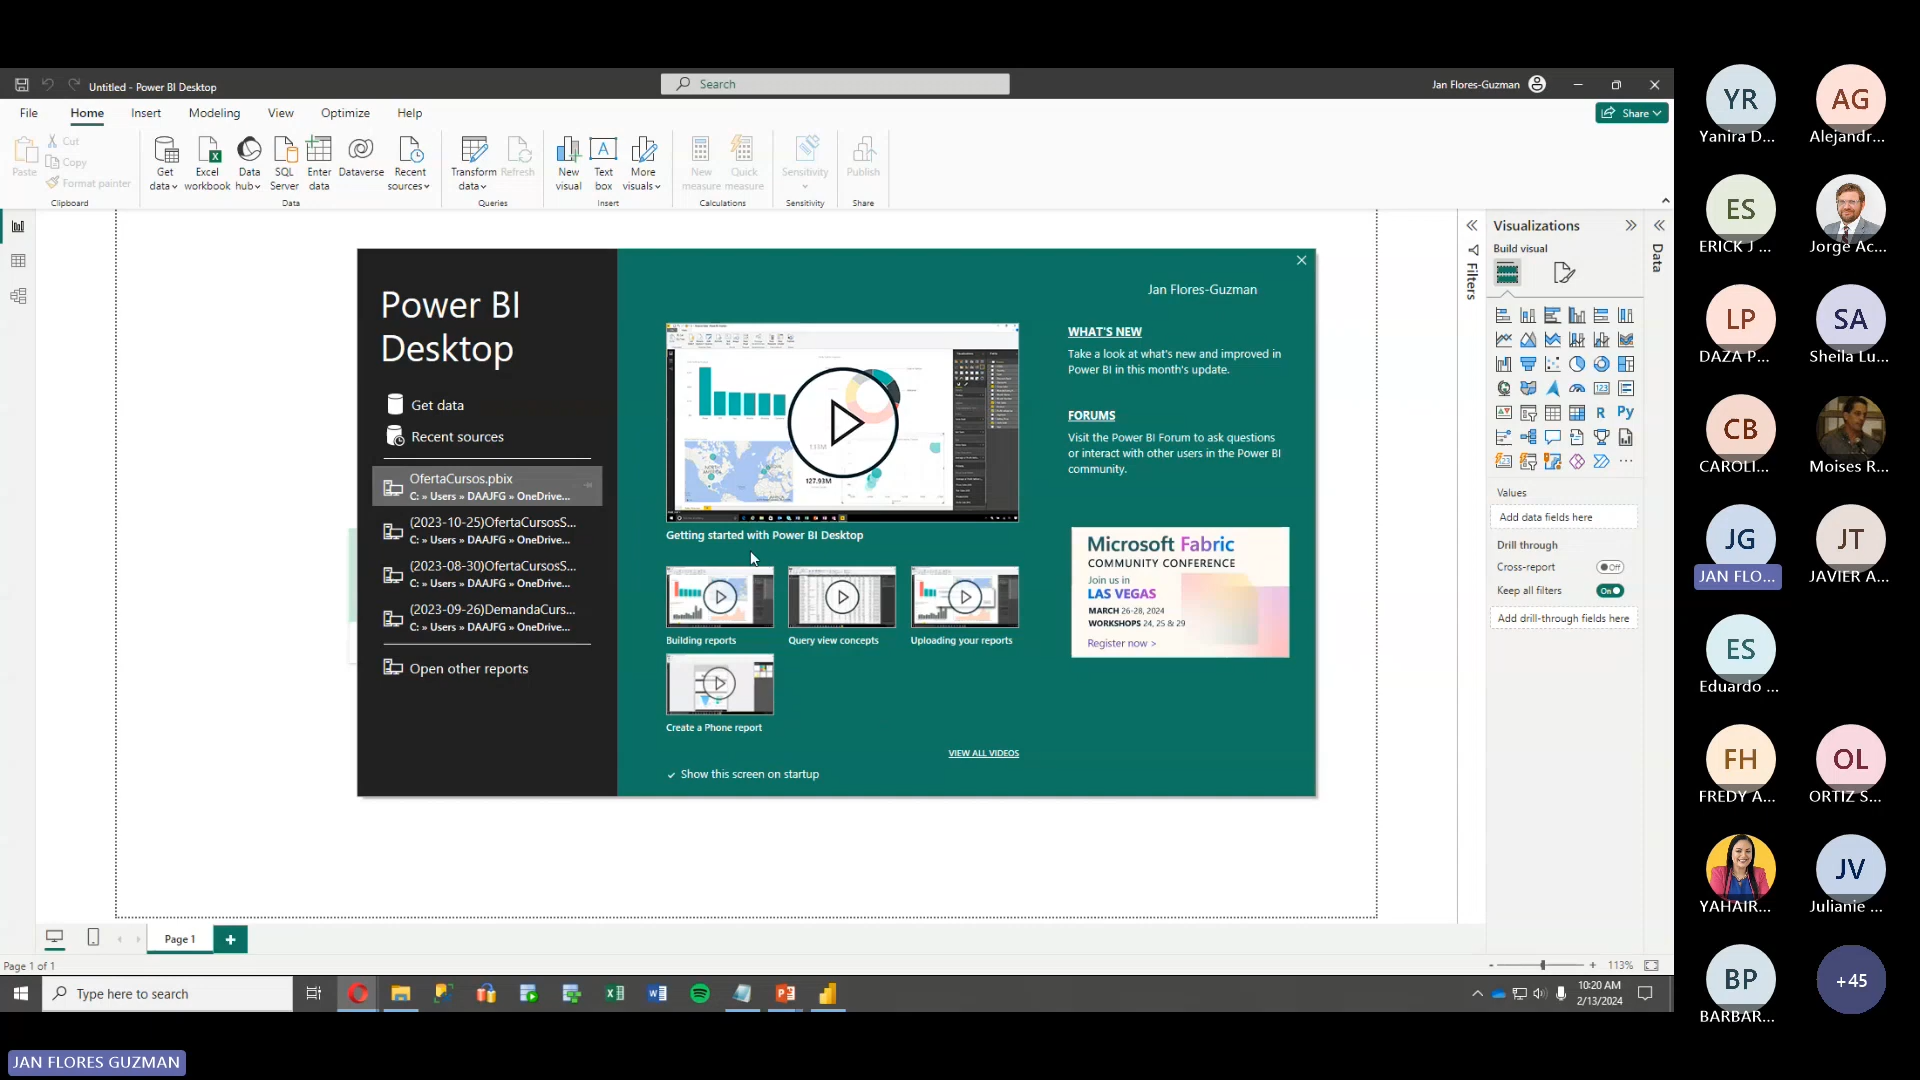 Untitled - Power BI Desktop
Search
Jan Flores-Guzman
File Home Insert Modeling View Optimize Help
Share
Paste
Cut
Copy
Format painter
Clipboard
Get data
Excel workbook
Data hub
SQL Server
Enter data
Dataverse
Recent sources
Data
Transform data
Refresh
Queries
New visual
Text box
More visuals
Insert
New measure
Quick measure
Calculations
Sensitivity
Sensitivity
Publish
Share
Power BI
Desktop
Get data
Recent sources
OfertaCursos.pbix
C: » Users » DAAJFG » OneDrive...
(2023-10-25)OfertaCursosS...
C: » Users » DAAJFG » OneDrive...
(2023-08-30)OfertaCursosS...
C: » Users » DAAJFG » OneDrive...
(2023-09-26)DemandaCurs...
C: » Users » DAAJFG » OneDrive...
Open other reports
Jan Flores-Guzman
127.93M
Getting started with Power BI Desktop
Building reports
Query view concepts
Uploading your reports
Create a Phone report
VIEW ALL VIDEOS
Show this screen on startup
WHAT'S NEW
Take a look at what's new and improved in
Power BI in this month's update.
FORUMS
Visit the Power BI Forum to ask questions
or interact with other users in the Power BI
community.
Microsoft Fabric
COMMUNITY CONFERENCE
Join us in
LAS VEGAS
MARCH 26-28, 2024
WORKSHOPS 24, 25 & 29
Register now >
Filters
Visualizations
Build visual
R
Py
123
Values
Add data fields here
Drill through
Cross-report
Off
Keep all filters
On
Add drill-through fields here
Data
Page 1
Page 1 of 1
113%
Type here to search
10:20 AM
2/13/2024
YR
Yanira D...
AG
Alejandr...
ES
ERICK J ...
Jorge Ac...
LP
DAZA P...
SA
Sheila Lu...
CB
CAROLI...
Moises R...
JG
JAN FLO...
JT
JAVIER A...
ES
Eduardo ...
FH
FREDY A...
OL
ORTIZ S...
YAHAIR...
JV
Julianie ...
BP
BARBAR...
+45
JAN FLORES GUZMAN